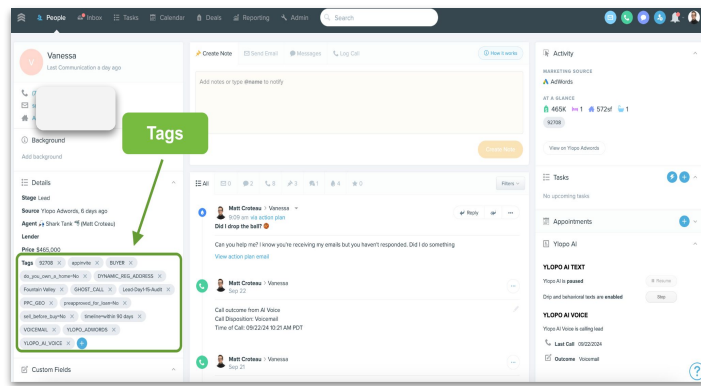 People
Inbox
Tasks
Calendar
Deals
Reporting
Admin
Search
V
Vanessa
Last Communication a day ago
Background
Add background
Details
Stage Lead
Source Ylopo Adwords, 6 days ago
Agent Shark Tank (Matt Croteau)
Lender
Price $465,000
Tags 92708 × appinvite × BUYER ×
do_you_own_a_home=No × DYNAMIC_REG_ADDRESS ×
Fountain Valley × GHOST_CALL × Lead-Day1-15-Audit ×
PPC_GEO × preapproved_for_loan=No ×
sell_before_buy=No × timeline=within 90 days ×
VOICEMAIL × YLOPO_ADWORDS ×
YLOPO_AI_VOICE × +
Custom Fields
Tags
Create Note
Send Email
Messages
Log Call
How it works
Add notes or type @name to notify
Create Note
All
Filters
Matt Croteau > Vanessa
9:09 am via action plan
Reply
Did I drop the ball?
Can you help me? I know you're receiving my emails but you haven't responded. Did I do something
View action plan email
Matt Croteau > Vanessa
Sep 22
Call outcome from AI Voice
Call Disposition: Voicemail
Time of Call: 09/22/24 10:21 AM PDT
Matt Croteau > Vanessa
Sep 21
Activity
MARKETING SOURCE
AdWords
AT A GLANCE
465K 1 572sf 1
92708
View on Ylopo Adwords
Tasks
No upcoming tasks
Appointments
Ylopo AI
YLOPO AI TEXT
Ylopo AI is paused
Resume
Drip and behavioral texts are enabled
Stop
YLOPO AI VOICE
Ylopo AI Voice is calling lead
Last Call 09/22/2024
Outcome Voicemail
?